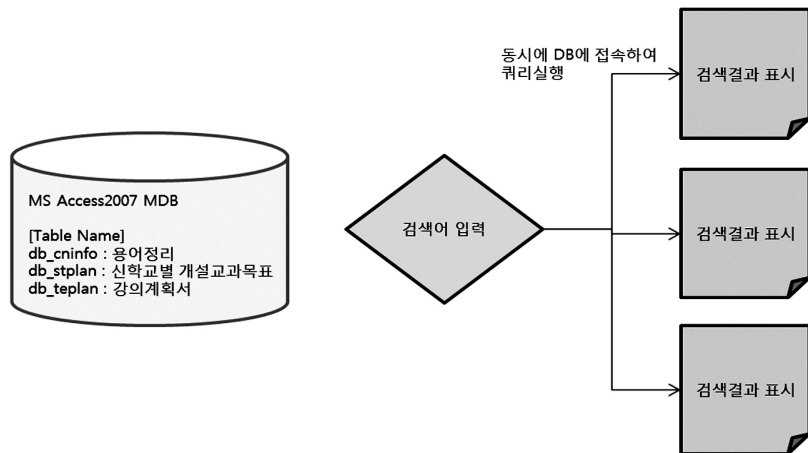 MS Access2007 MDB
[Table Name]
db_cninfo : 용어정리
db_stplan : 신학교별 개설교과목표
db_teplan : 강의계획서
검색어 입력
동시에 DB에 접속하여
쿼리실행
검색결과 표시
검색결과 표시
검색결과 표시